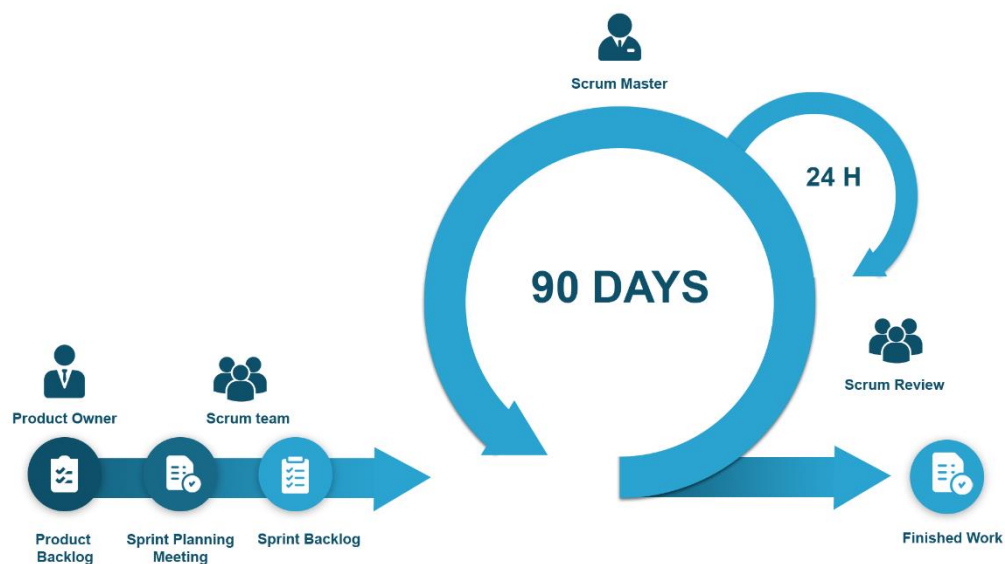 Scrum Master
24 H
90 DAYS
Scrum Review
Product Owner
Scrum team
Product
Backlog
Sprint Planning
Meeting
Sprint Backlog
Finished Work